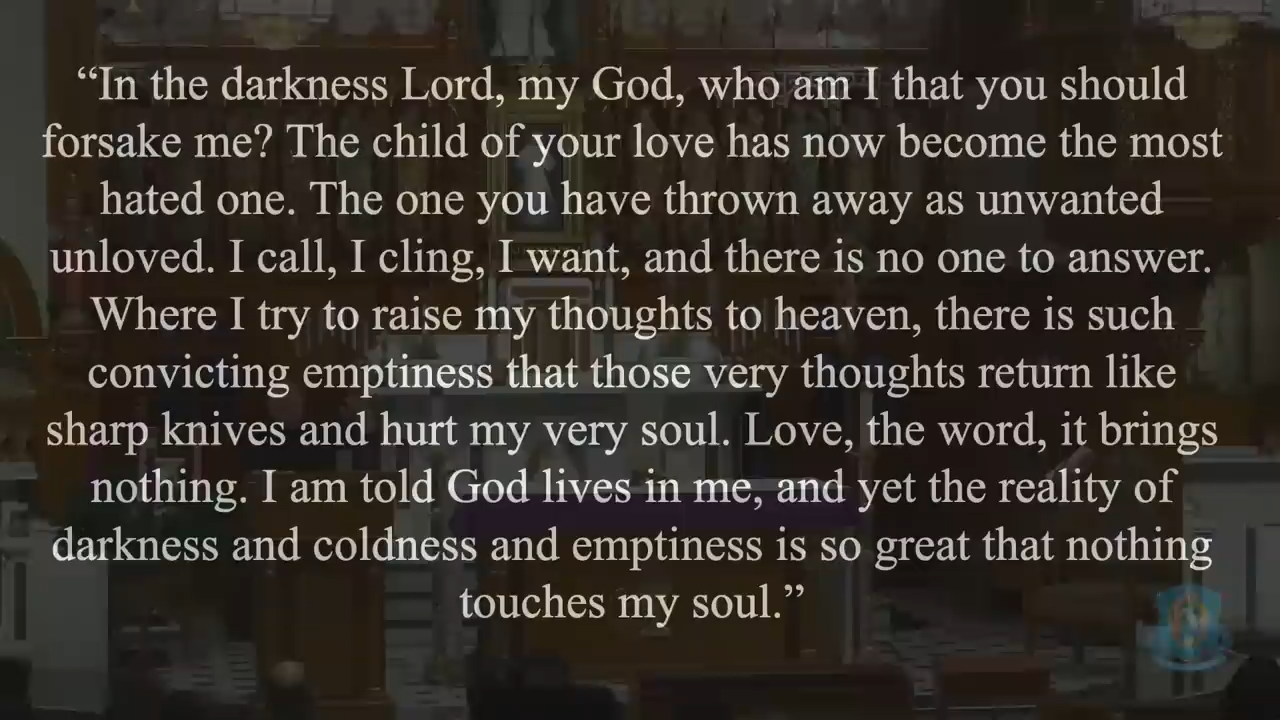 “In the darkness Lord, my God, who am I that you should
forsake me? The child of your love has now become the most
hated one. The one you have thrown away as unwanted
unloved. I call, I cling, I want, and there is no one to answer.
Where I try to raise my thoughts to heaven, there is such
convicting emptiness that those very thoughts return like
sharp knives and hurt my very soul. Love, the word, it brings
nothing. I am told God lives in me, and yet the reality of
darkness and coldness and emptiness is so great that nothing
touches my soul.”